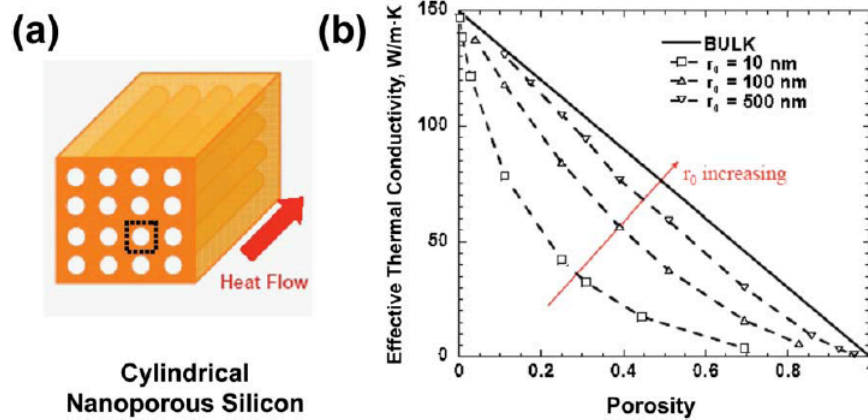 (a)
Heat Flow
Cylindrical
Nanoporous Silicon
(b)
Effective Thermal Conductivity, W/m·K
150
100
50
0
BULK
r₀ = 10 nm
r₀ = 100 nm
r₀ = 500 nm
r₀ increasing
0 0.2 0.4 0.6 0.8 1
Porosity